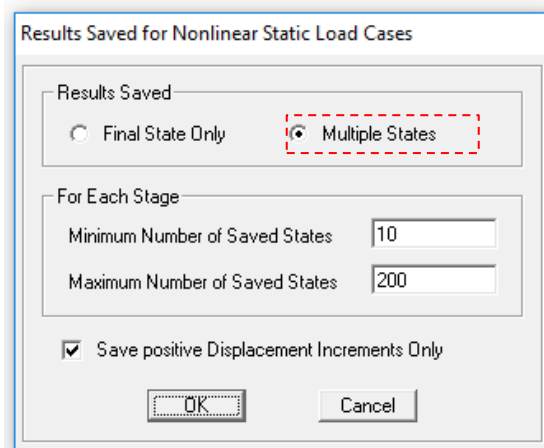 Results Saved for Nonlinear Static Load Cases
Results Saved
Final State Only Multiple States
For Each Stage
Minimum Number of Saved States 10
Maximum Number of Saved States 200
Save positive Displacement Increments Only
OK Cancel